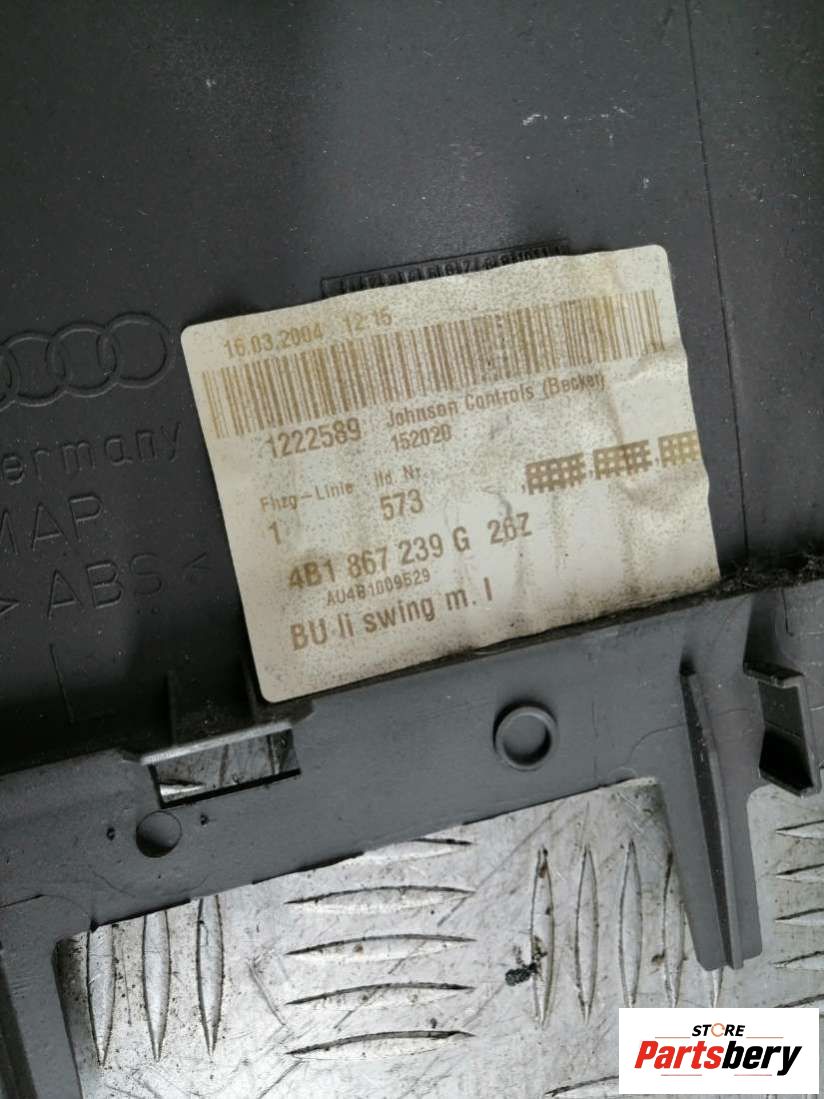 16.03.2004 12:15
1222589 Johnson Controls (Becker)
152020
Fhzg-Linie lfd. Nr.
1 573
4B1 867 239 G 26Z
AU4B1009529
BU li swing m. l
ermany
MAP
> ABS <
L
STORE
Partsbery